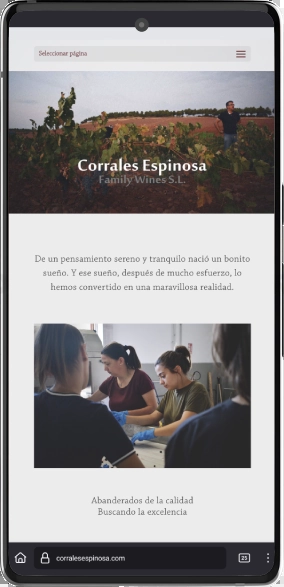 Seleccionar página
Corrales Espinosa
Family Wines S.L.
De un pensamiento sereno y tranquilo nació un bonito
sueño. Y ese sueño, después de mucho esfuerzo, lo
hemos convertido en una maravillosa realidad.
Abanderados de la calidad
Buscando la excelencia
corralesespinosa.com
25